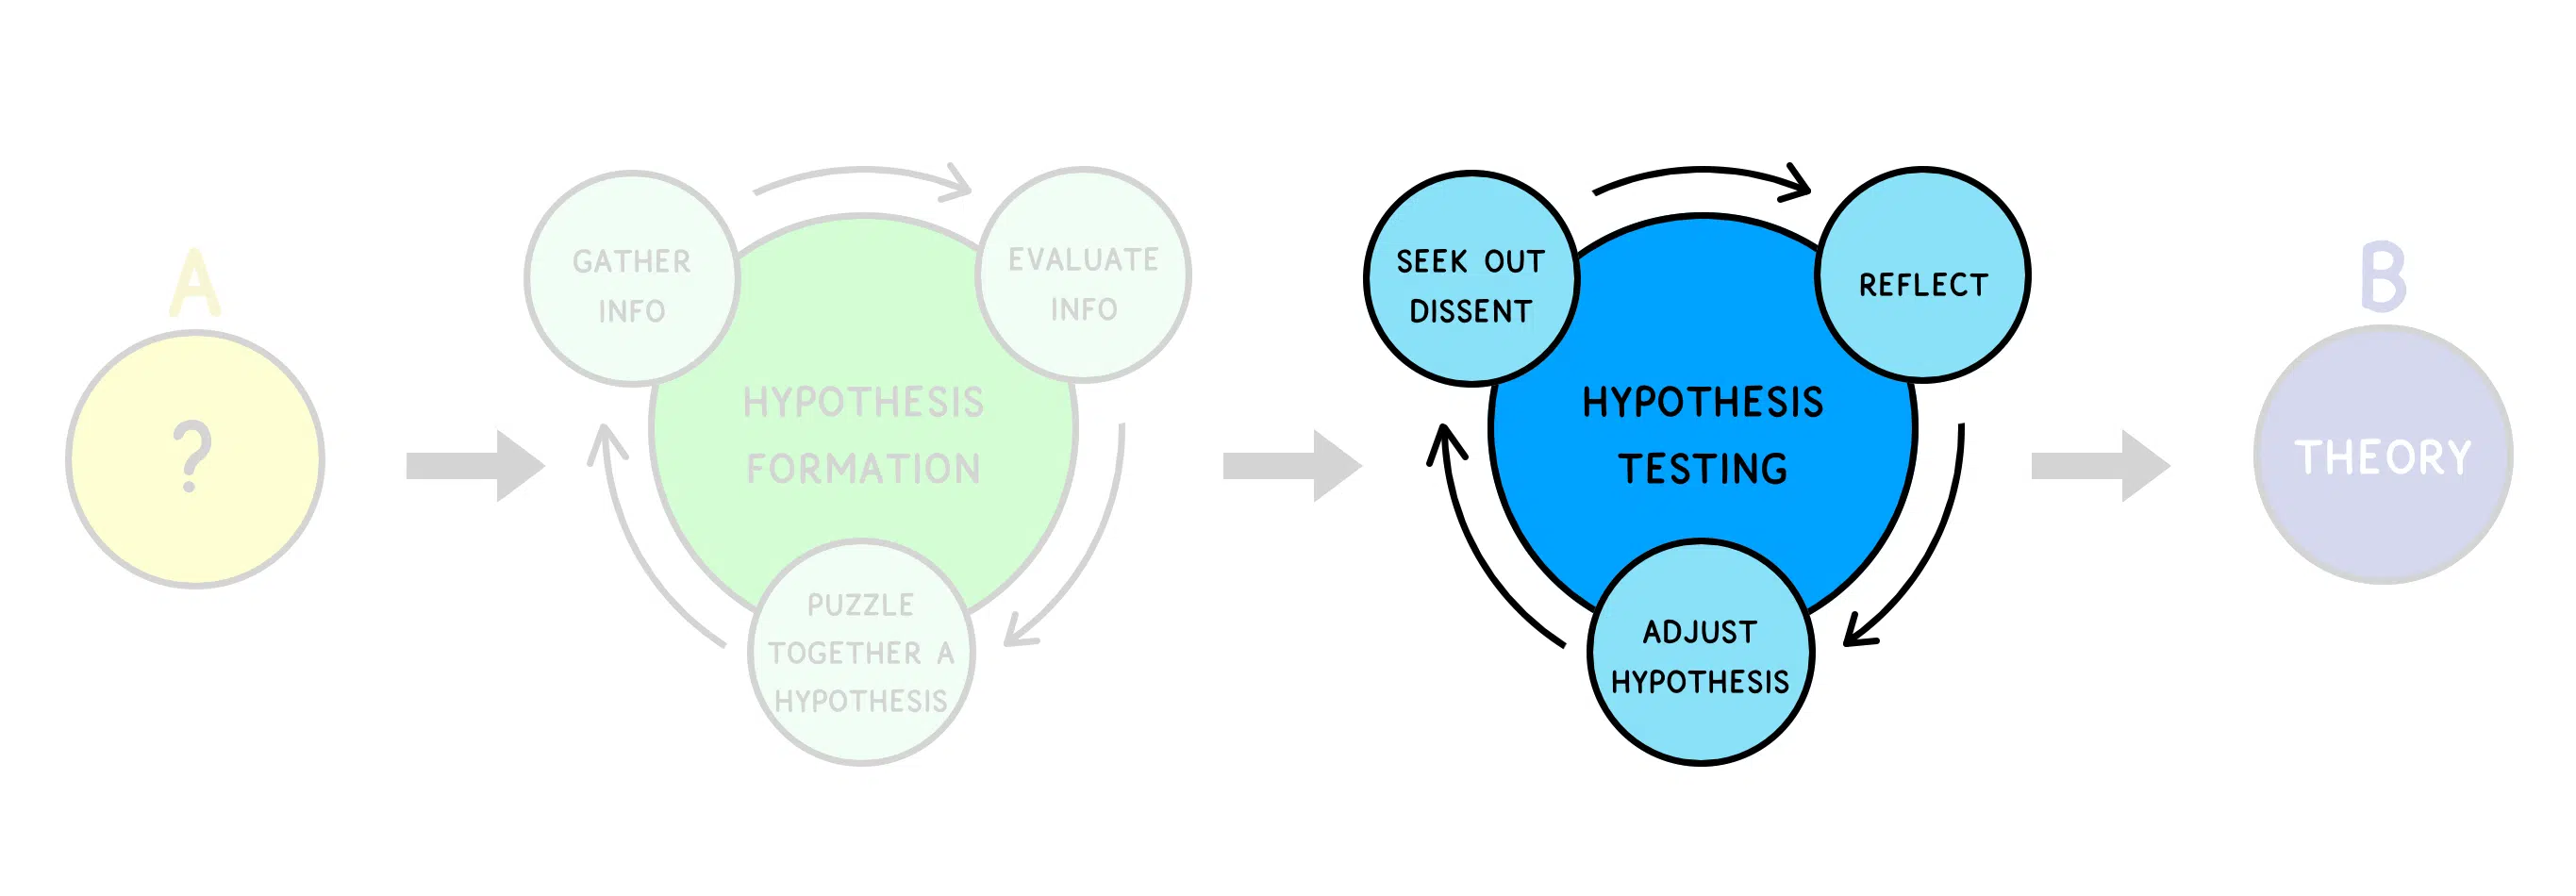 A
?
GATHER
INFO
EVALUATE
INFO
HYPOTHESIS
FORMATION
PUZZLE
TOGETHER A
HYPOTHESIS
SEEK OUT
DISSENT
REFLECT
HYPOTHESIS
TESTING
ADJUST
HYPOTHESIS
B
THEORY